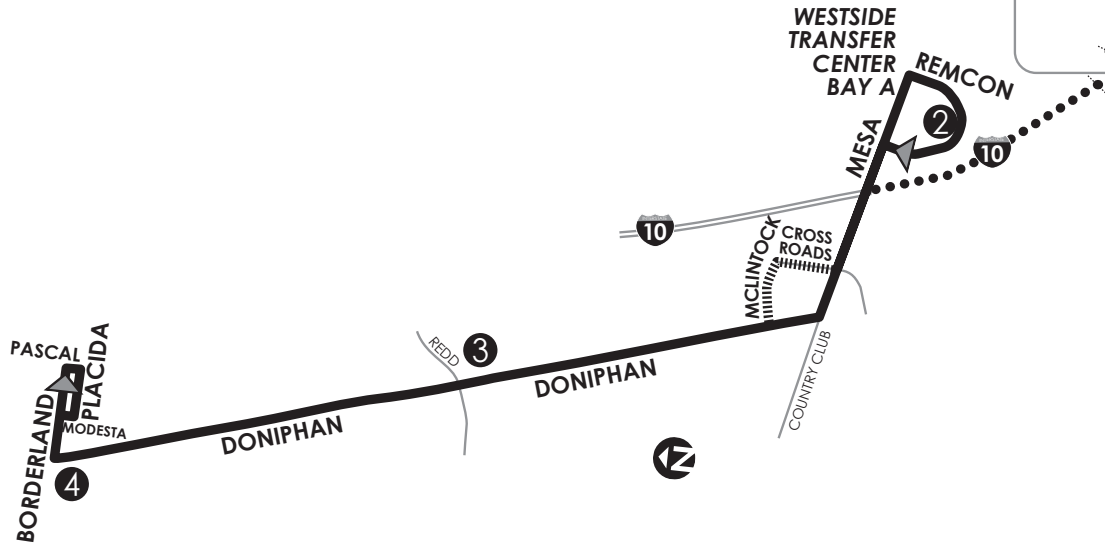 WESTSIDE
TRANSFER
CENTER
BAY A
REMCON
2
MESA
10
10
CROSS
ROADS
MCLINTOCK
COUNTRY CLUB
REDD
3
DONIPHAN
DONIPHAN
PASCAL
PLACIDA
MODESTA
BORDERLAND
4
N